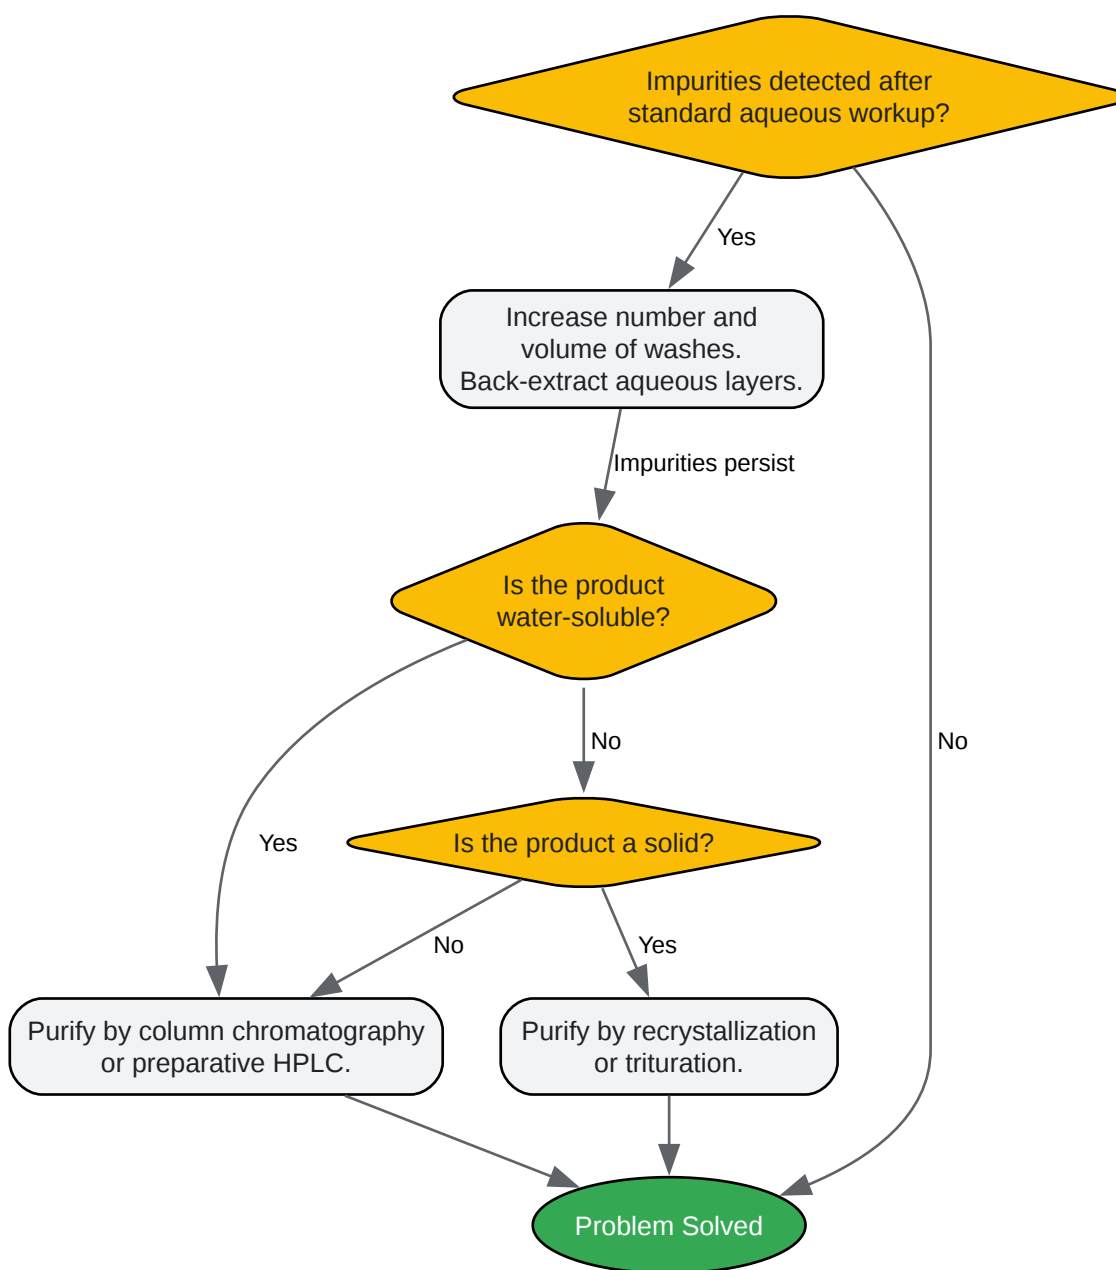 Impurities detected after
standard aqueous workup?
Yes
Increase number and
volume of washes.
Back-extract aqueous layers.
Impurities persist
Is the product
water-soluble?
No
No
Yes
Is the product a solid?
No
Yes
Purify by column chromatography
or preparative HPLC.
Purify by recrystallization
or trituration.
Problem Solved